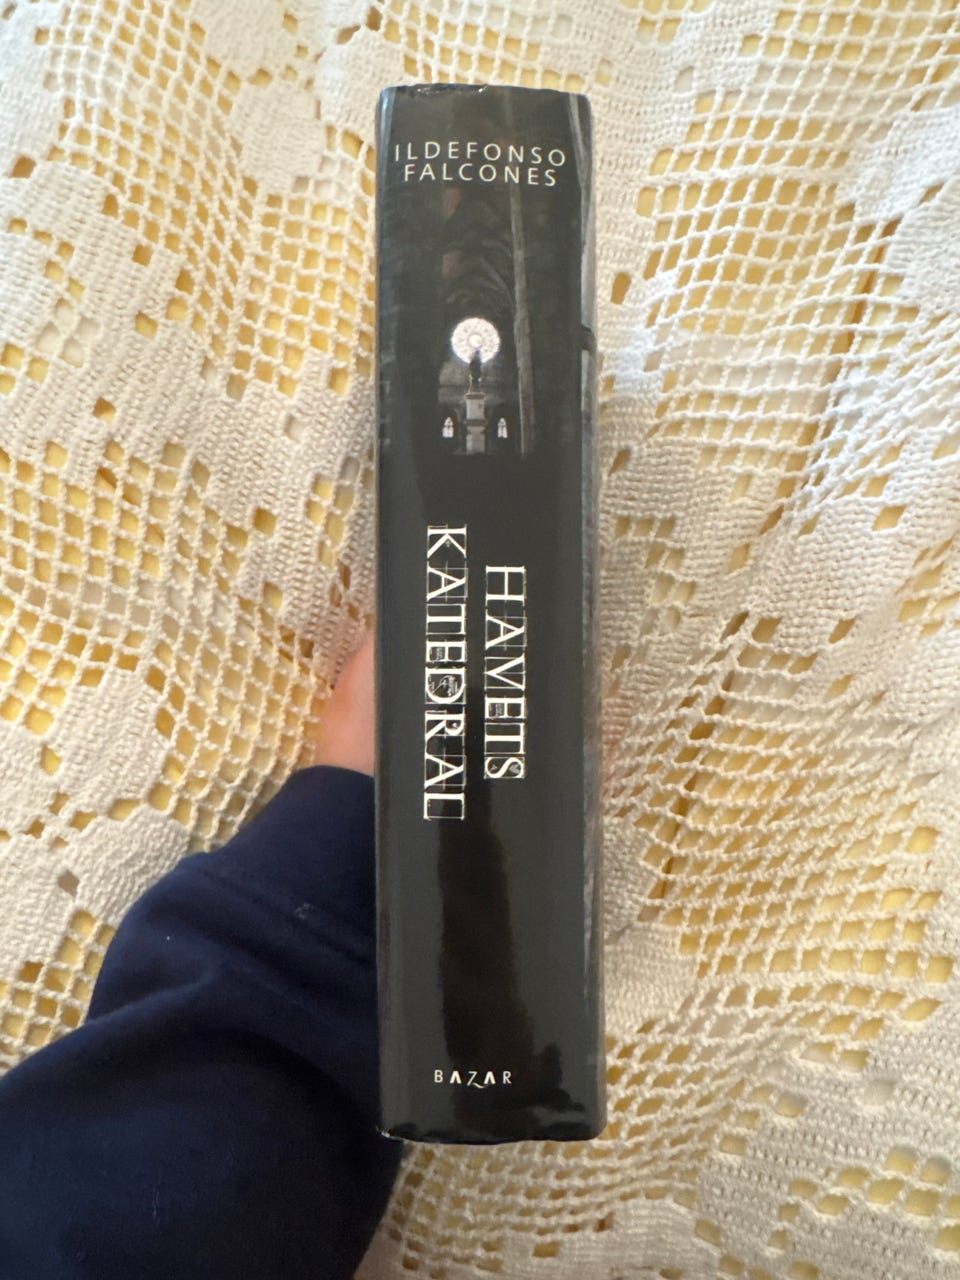 ILDEFONSO
FALCONES
HAVETS
KATEDRAL
BAZAR